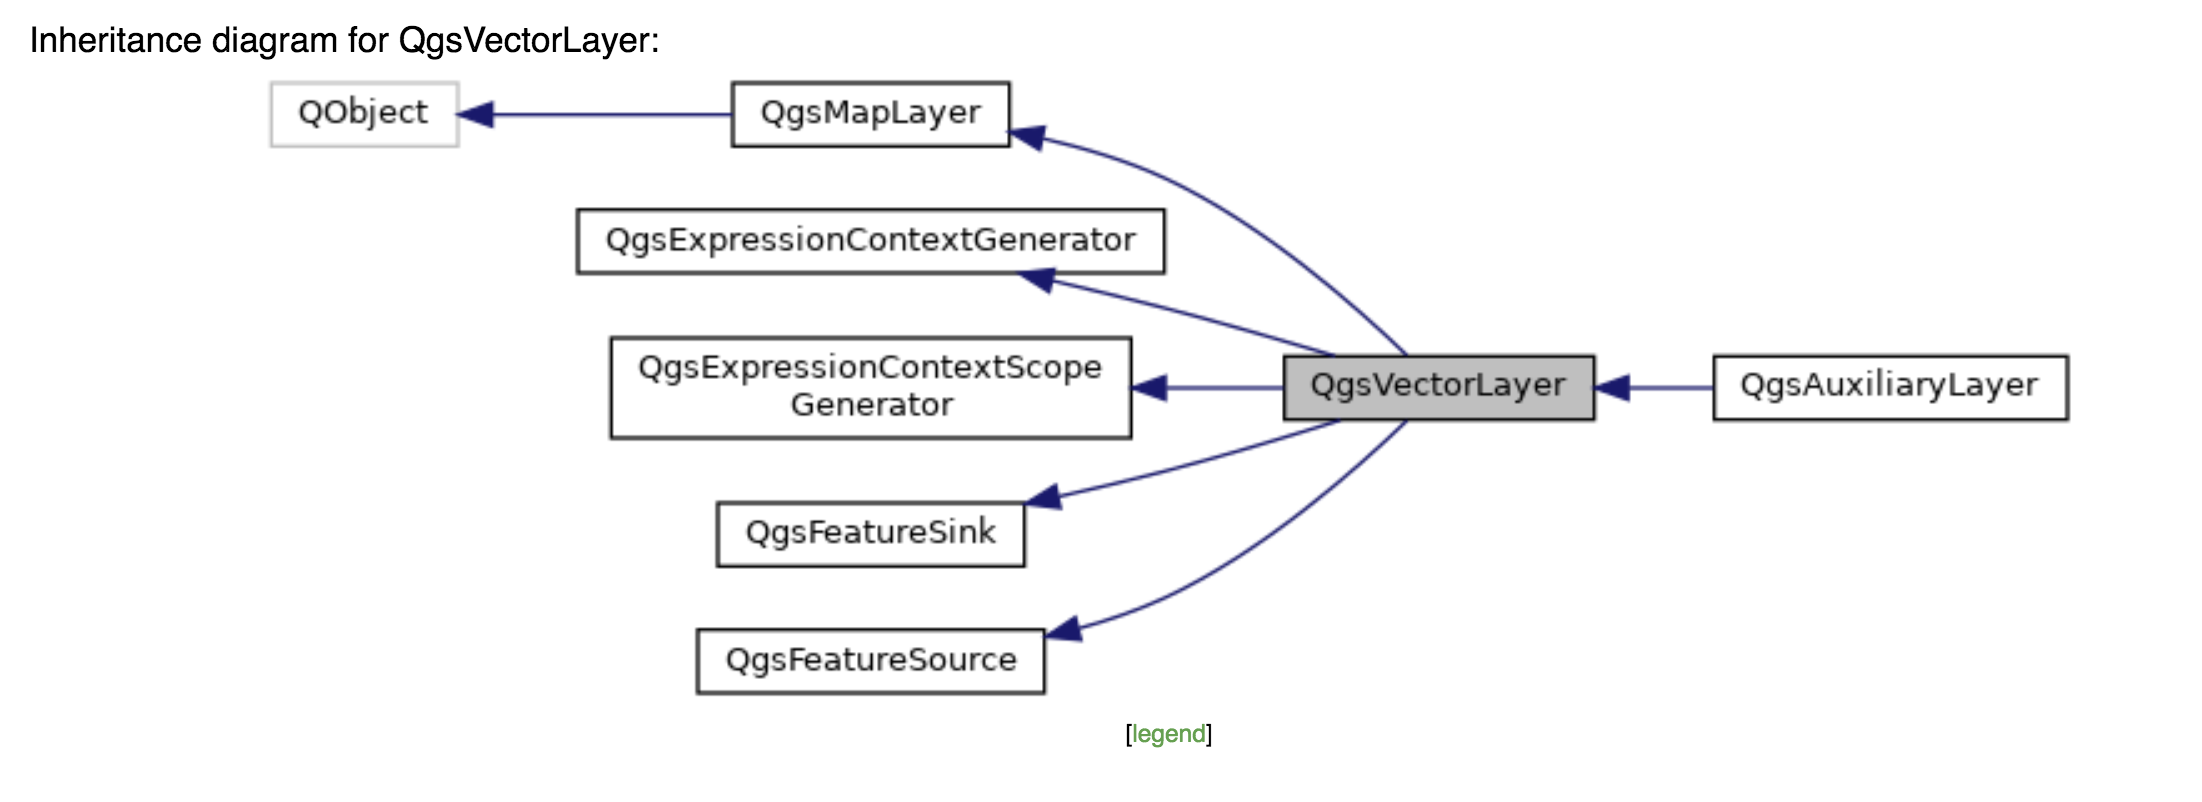 Inheritance diagram for QgsVectorLayer:
QObject
QgsMapLayer
QgsExpressionContextGenerator
QgsExpressionContextScope
Generator
QgsVectorLayer
QgsAuxiliaryLayer
QgsFeatureSink
QgsFeatureSource
[legend]